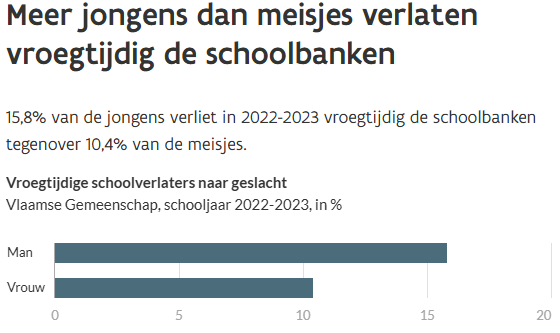 Meer jongens dan meisjes verlaten
vroegtijdig de schoolbanken
15,8% van de jongens verliet in 2022-2023 vroegtijdig de schoolbanken
tegenover 10,4% van de meisjes.
Vroegtijdige schoolverlaters naar geslacht
Vlaamse Gemeenschap, schooljaar 2022-2023, in %
Man
Vrouw
0 5 10 15 20